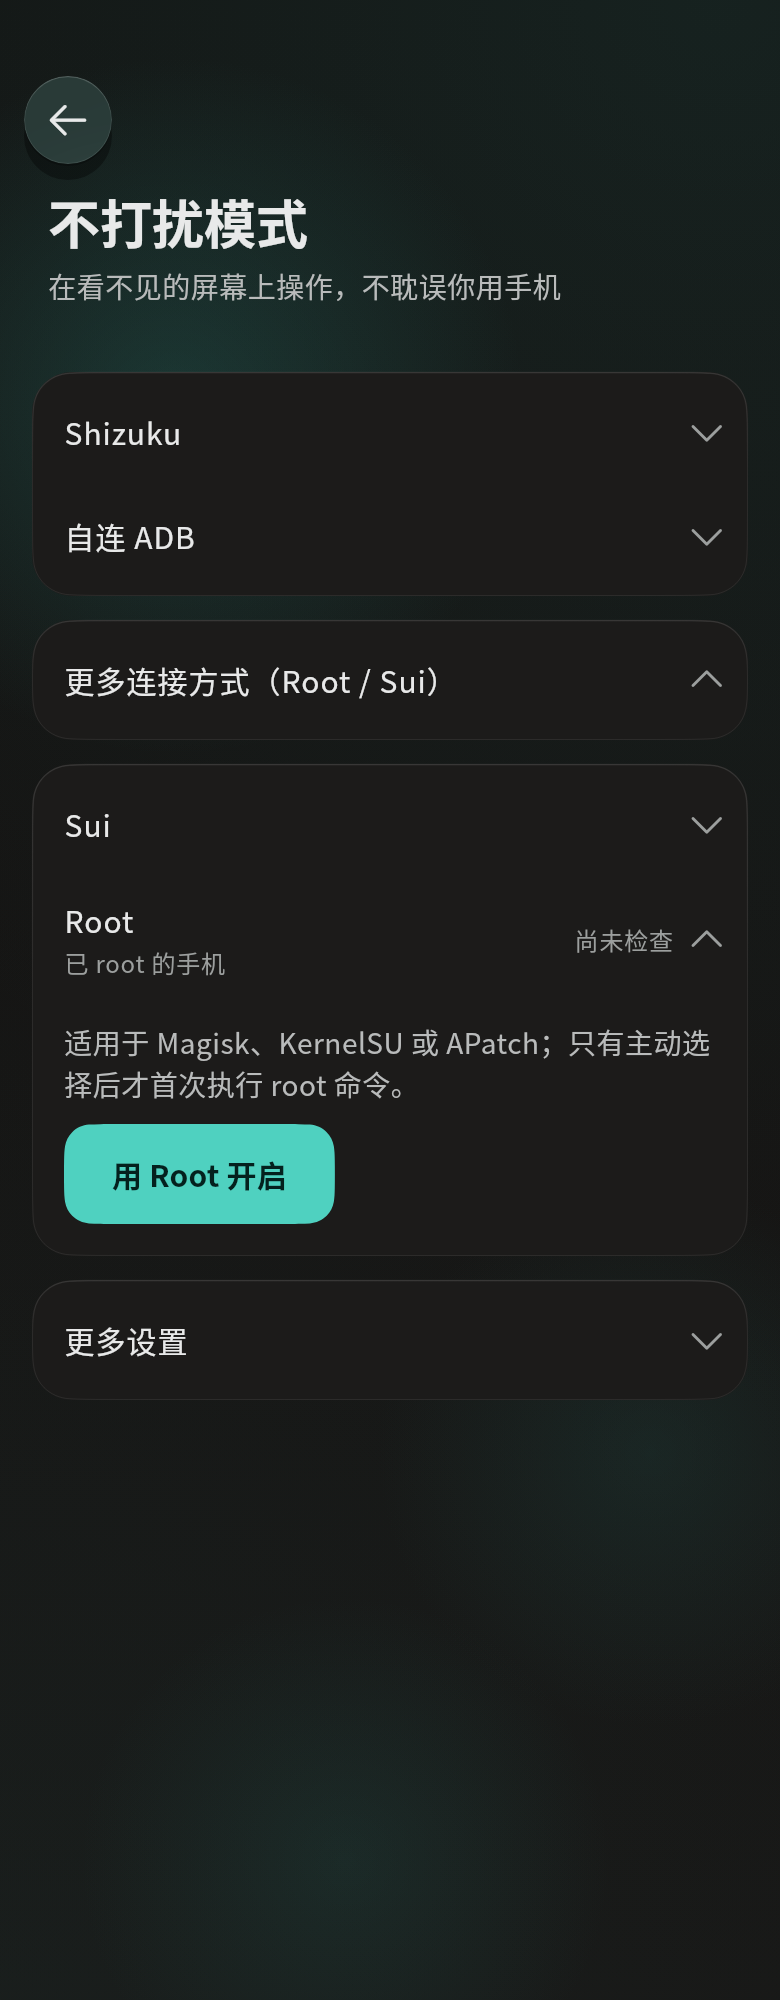 不打扰模式
在看不见的屏幕上操作，不耽误你用手机
Shizuku
自连 ADB
更多连接方式（Root / Sui）
Sui
Root
已 root 的手机
尚未检查
适用于 Magisk、KernelSU 或 APatch；只有主动选
择后才首次执行 root 命令。
用 Root 开启
更多设置